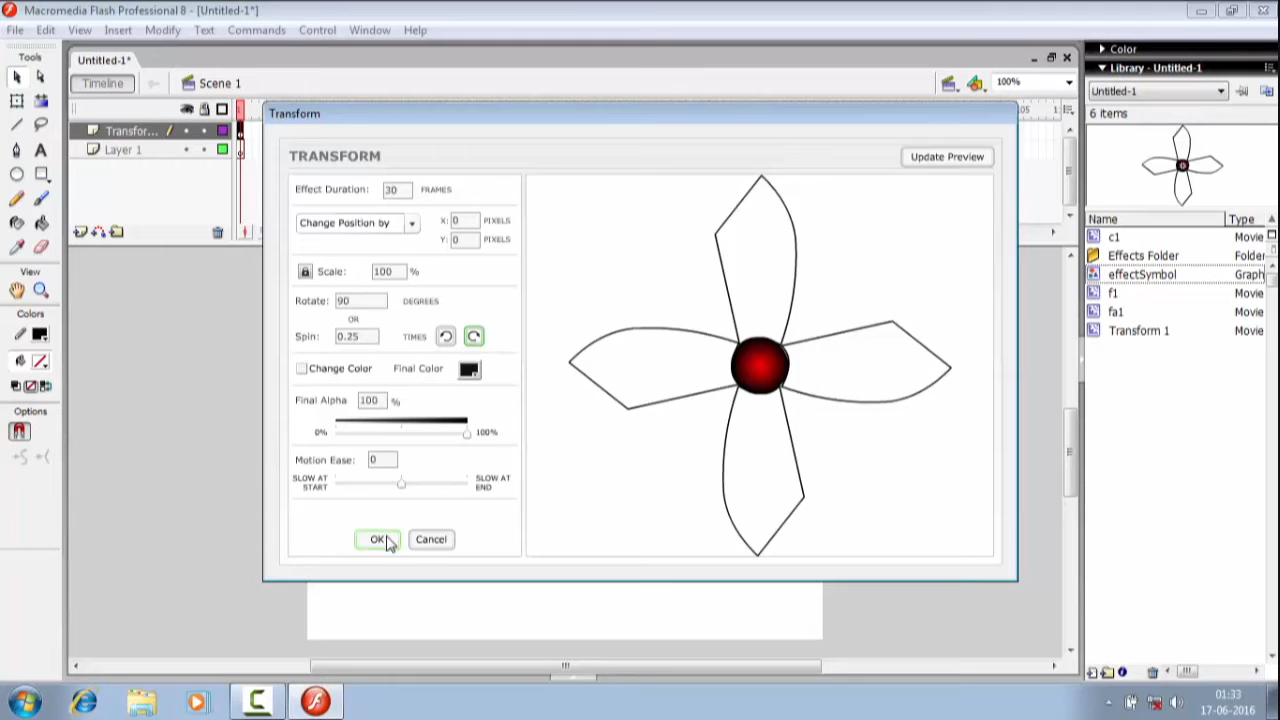 Macromedia Flash Professional 8 - [Untitled-1*]
File Edit View Insert Modify Text Commands Control Window Help
Tools
View
Colors
Options
Untitled-1*
Timeline
Scene 1
100%
Transfor...
Layer 1
105
Transform
TRANSFORM
Update Preview
Effect Duration: 30 FRAMES
Change Position by
X: 0 PIXELS
Y: 0 PIXELS
Scale: 100 %
Rotate: 90 DEGREES
OR
Spin: 0.25 TIMES
Change Color Final Color
Final Alpha 100 %
0% 100%
Motion Ease: 0
SLOW AT START
SLOW AT END
OK Cancel
Color
Library - Untitled-1
Untitled-1
6 items
Name Type
c1 Movie
Effects Folder Folder
effectSymbol Graph
f1 Movie
fa1 Movie
Transform 1 Movie
01:33
17-06-2016